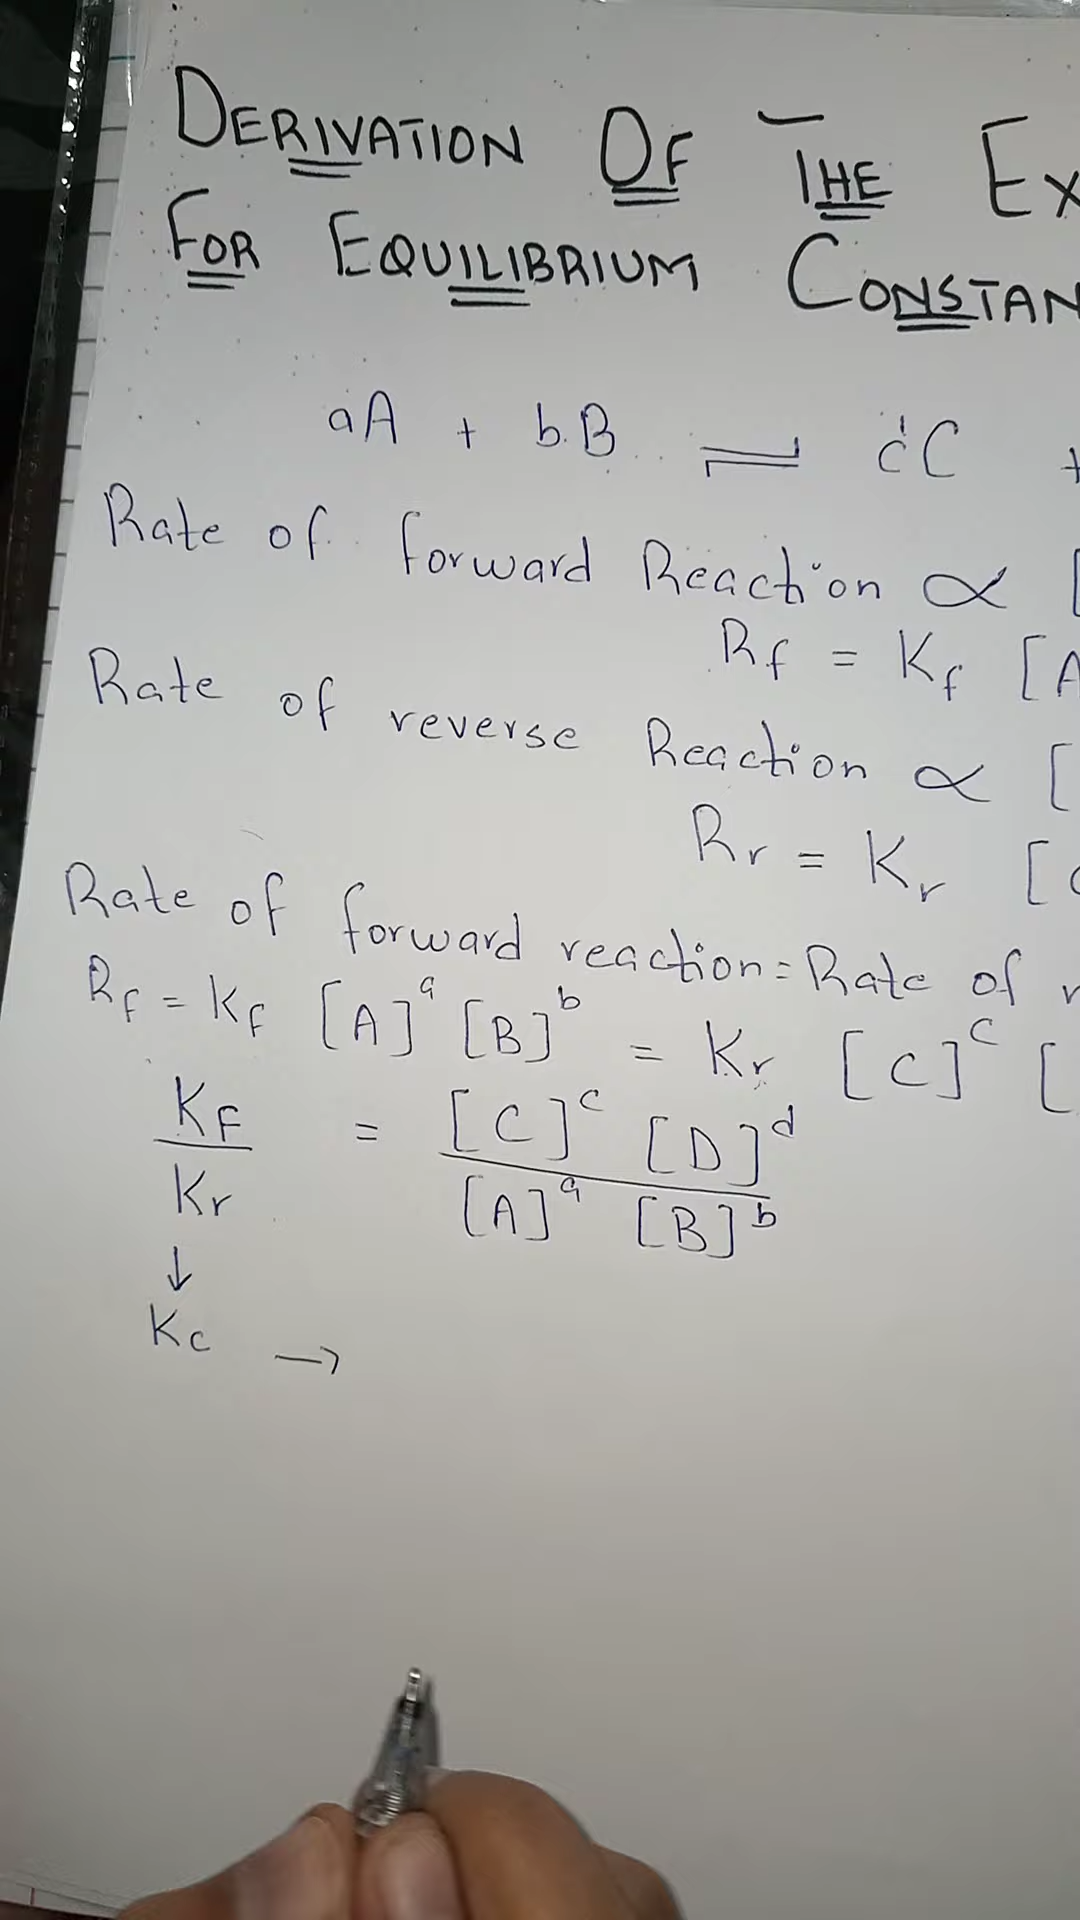 DERIVATION OF THE EX
FOR EQUILIBRIUM CONSTAN
aA + bB ⇌ cC +
Rate of forward Reaction ∝ [
Rf = Kf [A
Rate of reverse Reaction ∝ [
Rr = Kr [C
Rate of forward reaction = Rate of r
Rf = Kf [A]^a [B]^b = Kr [C]^c [
KF / Kr = [C]^c [D]^d / [A]^a [B]^b
↓
Kc →